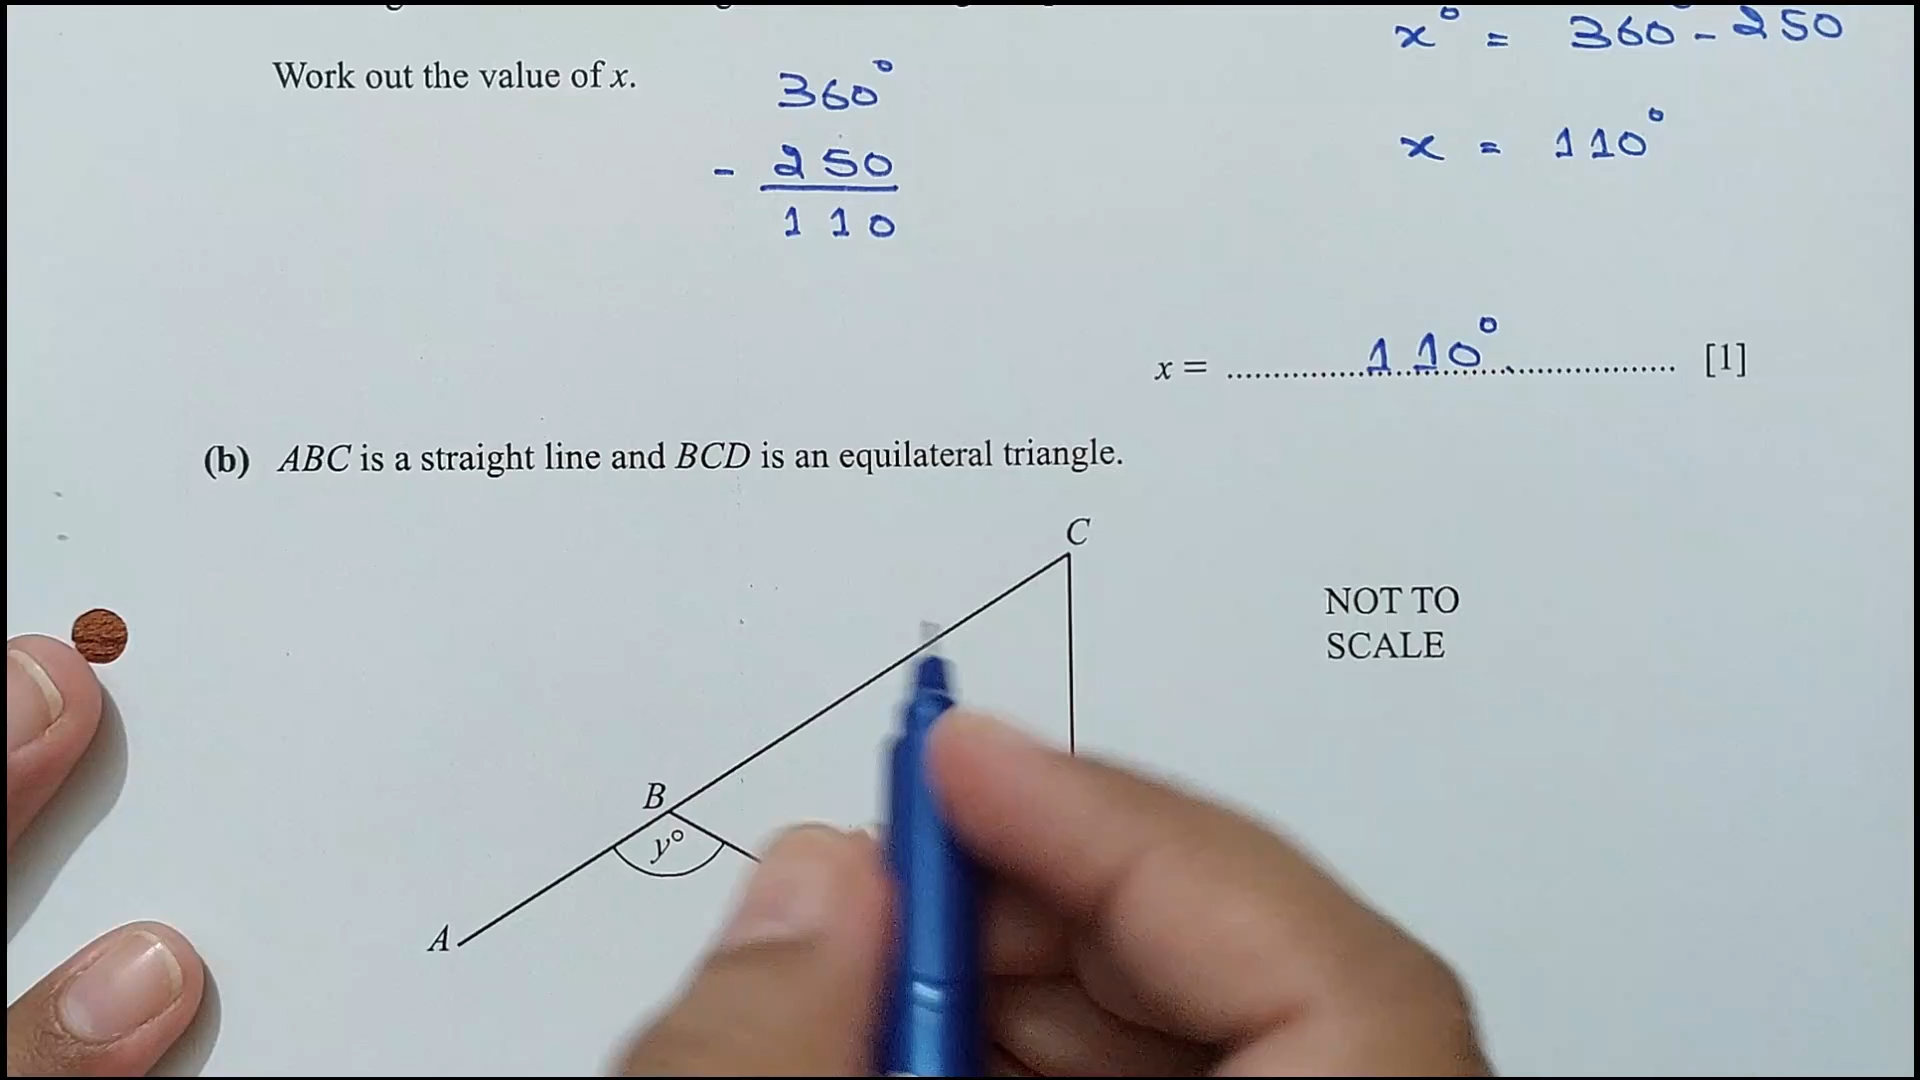 x° = 360° - 250
Work out the value of x.
360°
- 250
110
x = 110°
x = ........110°........ [1]
(b) ABC is a straight line and BCD is an equilateral triangle.
C
NOT TO
SCALE
B
y°
A